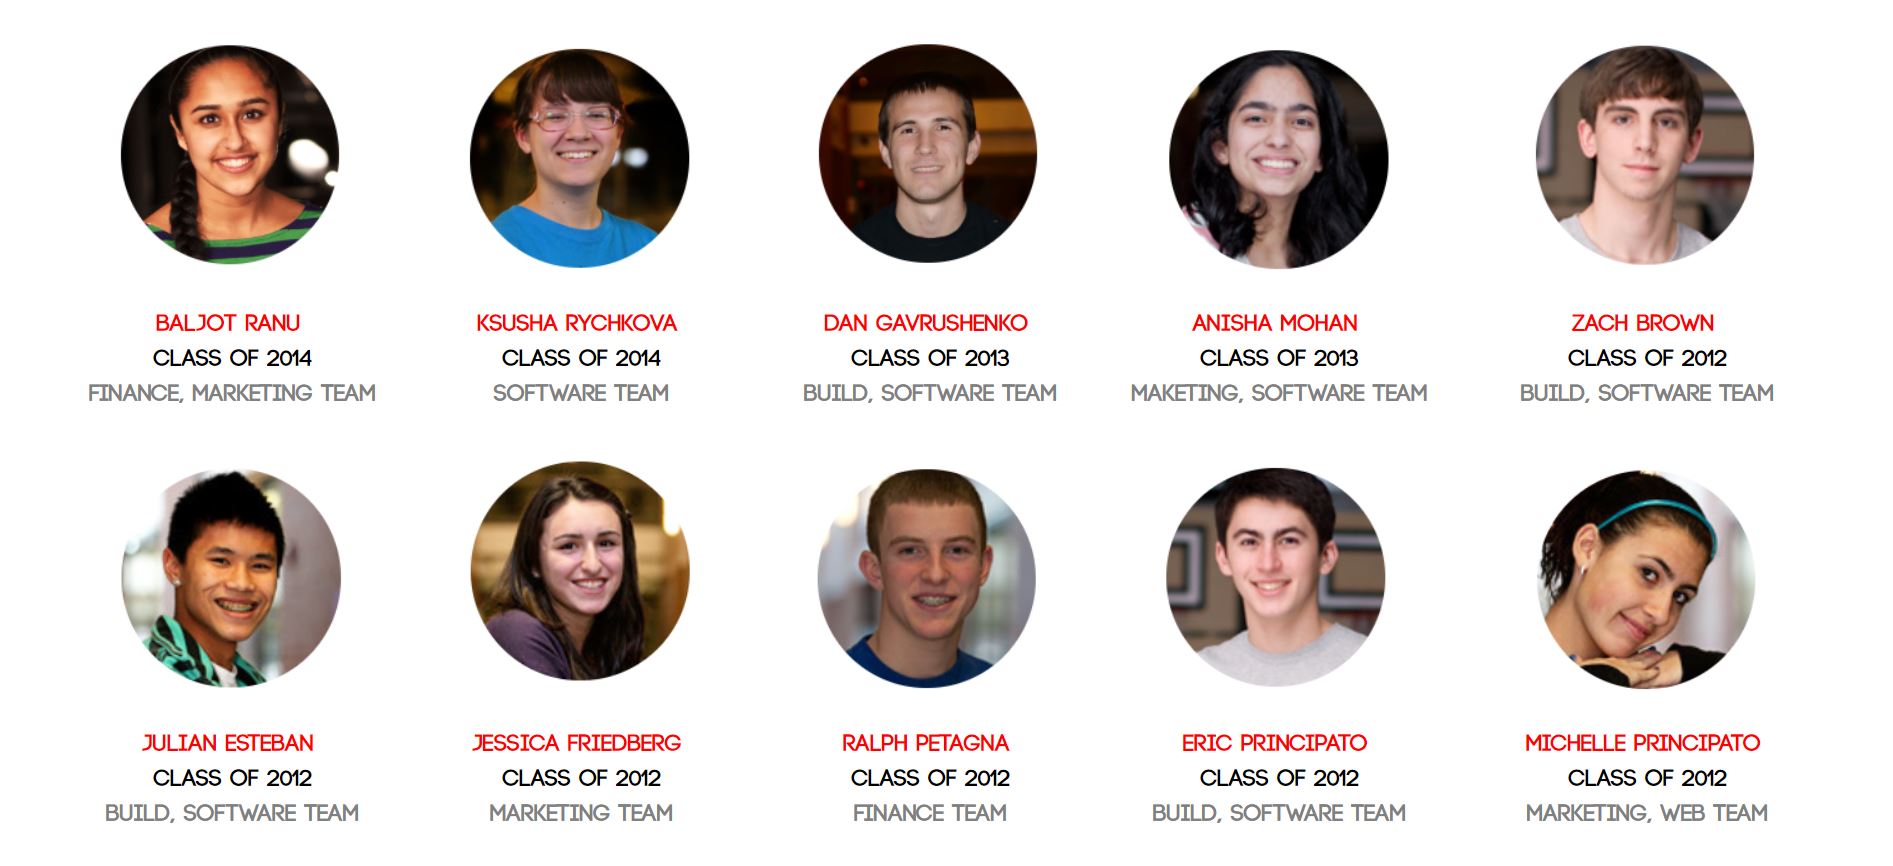 BALJOT RANU
CLASS OF 2014
FINANCE, MARKETING TEAM
KSUSHA RYCHKOVA
CLASS OF 2014
SOFTWARE TEAM
DAN GAVRUSHENKO
CLASS OF 2013
BUILD, SOFTWARE TEAM
ANISHA MOHAN
CLASS OF 2013
MAKETING, SOFTWARE TEAM
ZACH BROWN
CLASS OF 2012
BUILD, SOFTWARE TEAM
JULIAN ESTEBAN
CLASS OF 2012
BUILD, SOFTWARE TEAM
JESSICA FRIEDBERG
CLASS OF 2012
MARKETING TEAM
RALPH PETAGNA
CLASS OF 2012
FINANCE TEAM
ERIC PRINCIPATO
CLASS OF 2012
BUILD, SOFTWARE TEAM
MICHELLE PRINCIPATO
CLASS OF 2012
MARKETING, WEB TEAM